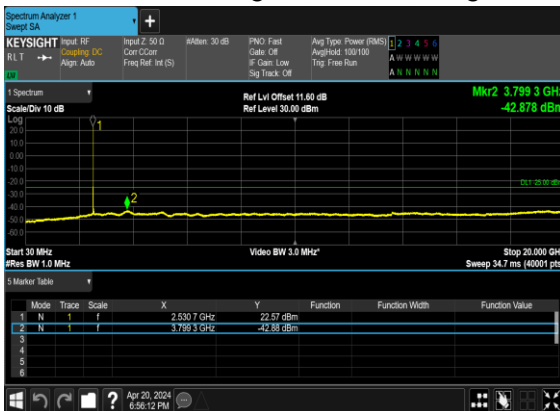 Spectrum Analyzer 1
Swept SA
KEYSIGHT Input: RF Input Z: 50 Ω #Atten: 30 dB PNO: Fast Avg Type: Power (RMS) 1 2 3 4 5 6
RLT Coupling: DC Corr CCorr Gate: Off Avg|Hold: 100/100 A W W W W W
Align: Auto Freq Ref: Int (S) IF Gain: Low Trig: Free Run
LV Sig Track: Off A N N N N N
1 Spectrum Ref Lvl Offset 11.60 dB Mkr2 3.799 3 GHz
Scale/Div 10 dB Ref Level 30.00 dBm -42.878 dBm
Log
1
20.0
10.0
0.00
-10.0
-20.0
DL1 -25.00 dBm
-30.0
2
-40.0
-50.0
-60.0
Start 30 MHz Video BW 3.0 MHz* Stop 20.000 GHz
#Res BW 1.0 MHz Sweep 34.7 ms (40001 pts)
5 Marker Table
Mode Trace Scale X Y Function Function Width Function Value
1 N 1 f 2.530 7 GHz 22.57 dBm
2 N 1 f 3.799 3 GHz -42.88 dBm
3
4
5
6
? Apr 20, 2024
6:56:12 PM